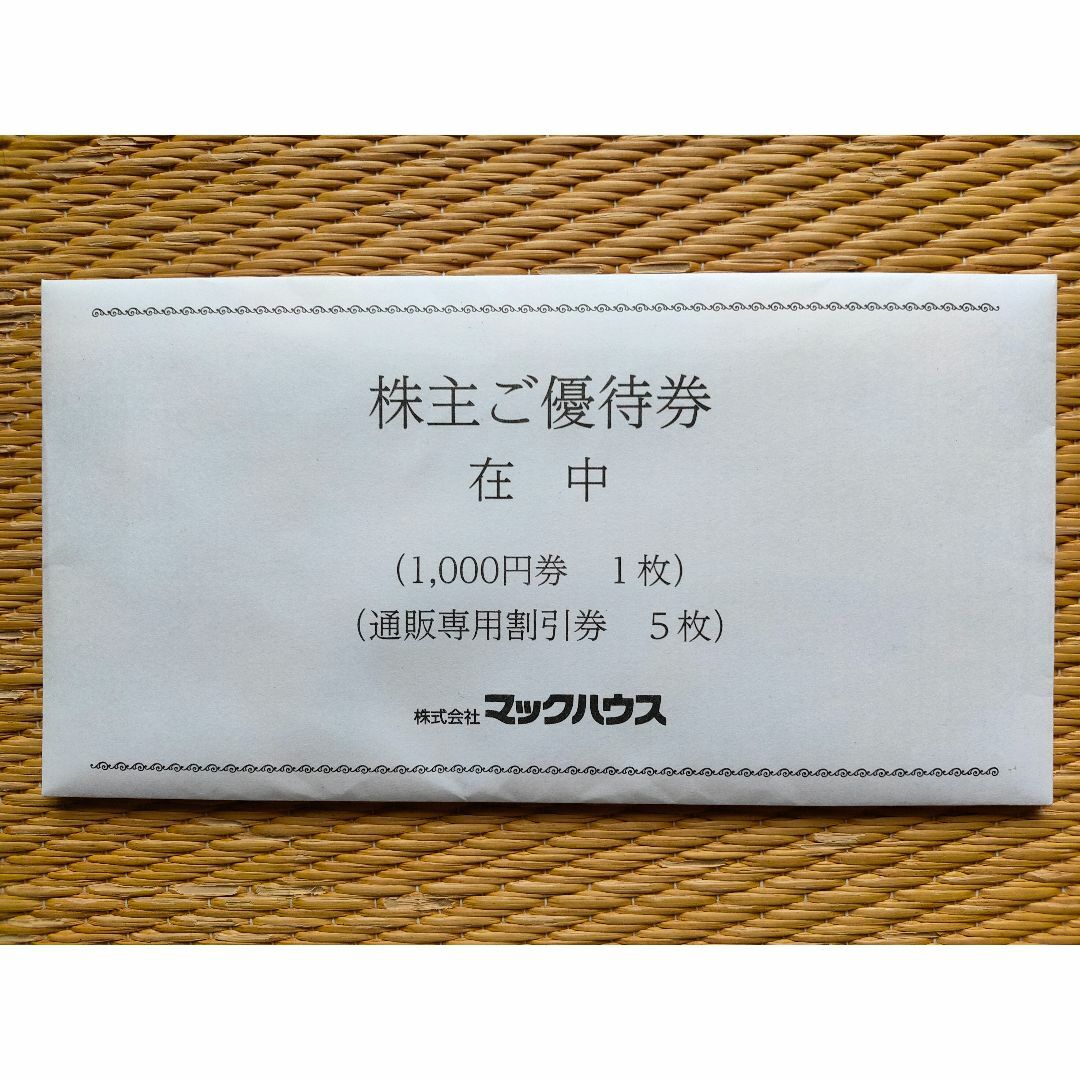 株主ご優待券
在　中
（1,000円券　１枚）
（通販専用割引券　５枚）
株式会社 マックハウス